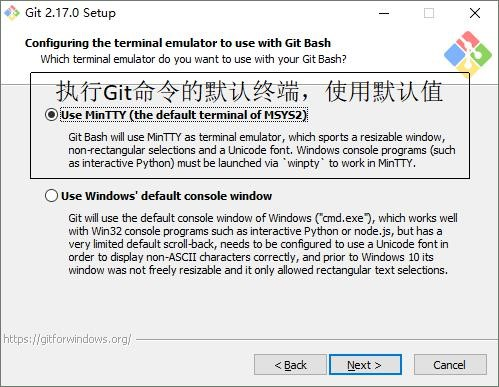 Git 2.17.0 Setup
Configuring the terminal emulator to use with Git Bash
Which terminal emulator do you want to use with your Git Bash?
执行Git命令的默认终端，使用默认值
Use MinTTY (the default terminal of MSYS2)
Git Bash will use MinTTY as terminal emulator, which sports a resizable window,
non-rectangular selections and a Unicode font. Windows console programs (such
as interactive Python) must be launched via `winpty` to work in MinTTY.
Use Windows' default console window
Git will use the default console window of Windows ("cmd.exe"), which works well
with Win32 console programs such as interactive Python or node.js, but has a
very limited default scroll-back, needs to be configured to use a Unicode font in
order to display non-ASCII characters correctly, and prior to Windows 10 its
window was not freely resizable and it only allowed rectangular text selections.
https://gitforwindows.org/
< Back
Next >
Cancel